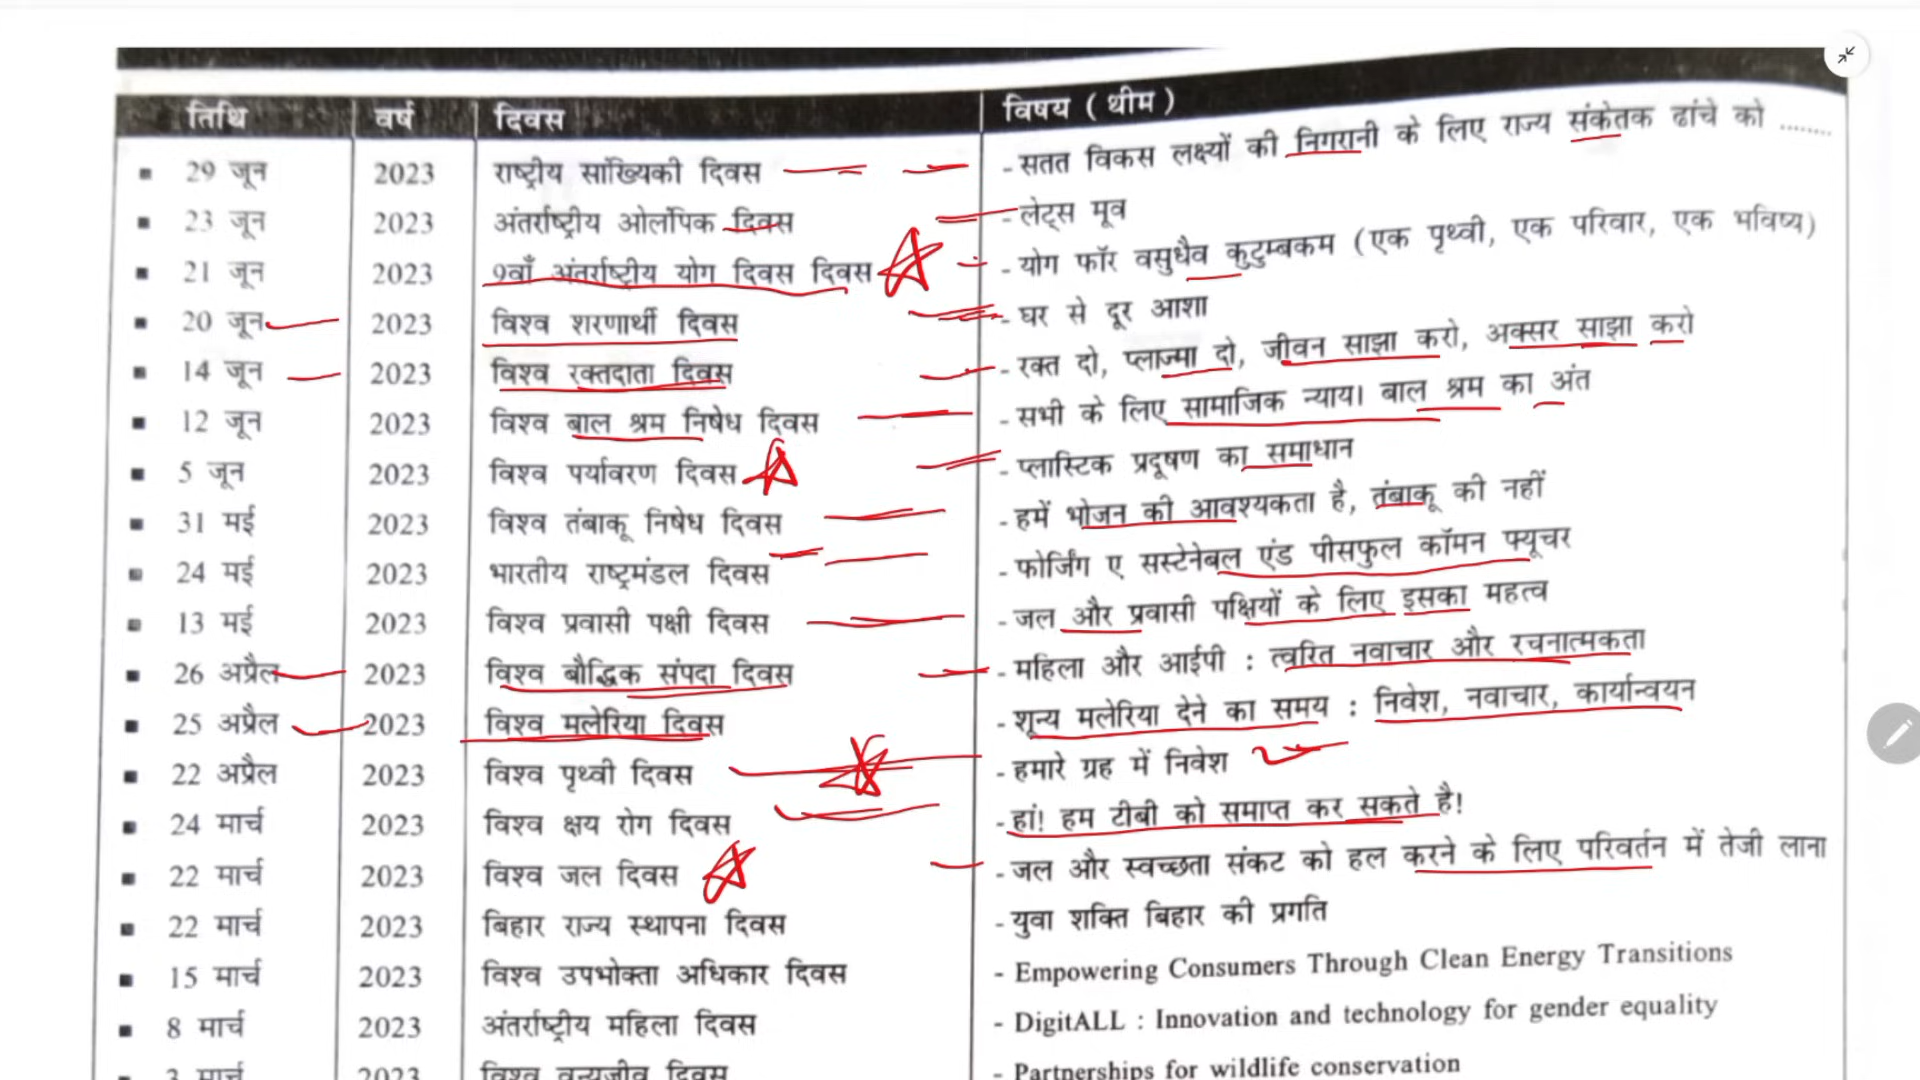 तिथि वर्ष दिवस विषय ( थीम )
29 जून 2023 राष्ट्रीय सांख्यिकी दिवस - सतत विकस लक्ष्यों की निगरानी के लिए राज्य संकेतक ढांचे को ........
23 जून 2023 अंतर्राष्ट्रीय ओलंपिक दिवस - लेट्स मूव
21 जून 2023 9वाँ अंतर्राष्ट्रीय योग दिवस दिवस - योग फॉर वसुधैव कुटुम्बकम (एक पृथ्वी, एक परिवार, एक भविष्य)
20 जून 2023 विश्व शरणार्थी दिवस - घर से दूर आशा
14 जून 2023 विश्व रक्तदाता दिवस - रक्त दो, प्लाज्मा दो, जीवन साझा करो, अक्सर साझा करो
12 जून 2023 विश्व बाल श्रम निषेध दिवस - सभी के लिए सामाजिक न्याय। बाल श्रम का अंत
5 जून 2023 विश्व पर्यावरण दिवस - प्लास्टिक प्रदूषण का समाधान
31 मई 2023 विश्व तंबाकू निषेध दिवस - हमें भोजन की आवश्यकता है, तंबाकू की नहीं
24 मई 2023 भारतीय राष्ट्रमंडल दिवस - फोर्जिंग ए सस्टेनेबल एंड पीसफुल कॉमन फ्यूचर
13 मई 2023 विश्व प्रवासी पक्षी दिवस - जल और प्रवासी पक्षियों के लिए इसका महत्व
26 अप्रैल 2023 विश्व बौद्धिक संपदा दिवस - महिला और आईपी : त्वरित नवाचार और रचनात्मकता
25 अप्रैल 2023 विश्व मलेरिया दिवस - शून्य मलेरिया देने का समय : निवेश, नवाचार, कार्यान्वयन
22 अप्रैल 2023 विश्व पृथ्वी दिवस - हमारे ग्रह में निवेश
24 मार्च 2023 विश्व क्षय रोग दिवस - हां! हम टीबी को समाप्त कर सकते है!
22 मार्च 2023 विश्व जल दिवस - जल और स्वच्छता संकट को हल करने के लिए परिवर्तन में तेजी लाना
22 मार्च 2023 बिहार राज्य स्थापना दिवस - युवा शक्ति बिहार की प्रगति
15 मार्च 2023 विश्व उपभोक्ता अधिकार दिवस - Empowering Consumers Through Clean Energy Transitions
8 मार्च 2023 अंतर्राष्ट्रीय महिला दिवस - DigitALL : Innovation and technology for gender equality
3 मार्च 2023 विश्व वन्यजीव दिवस - Partnerships for wildlife conservation